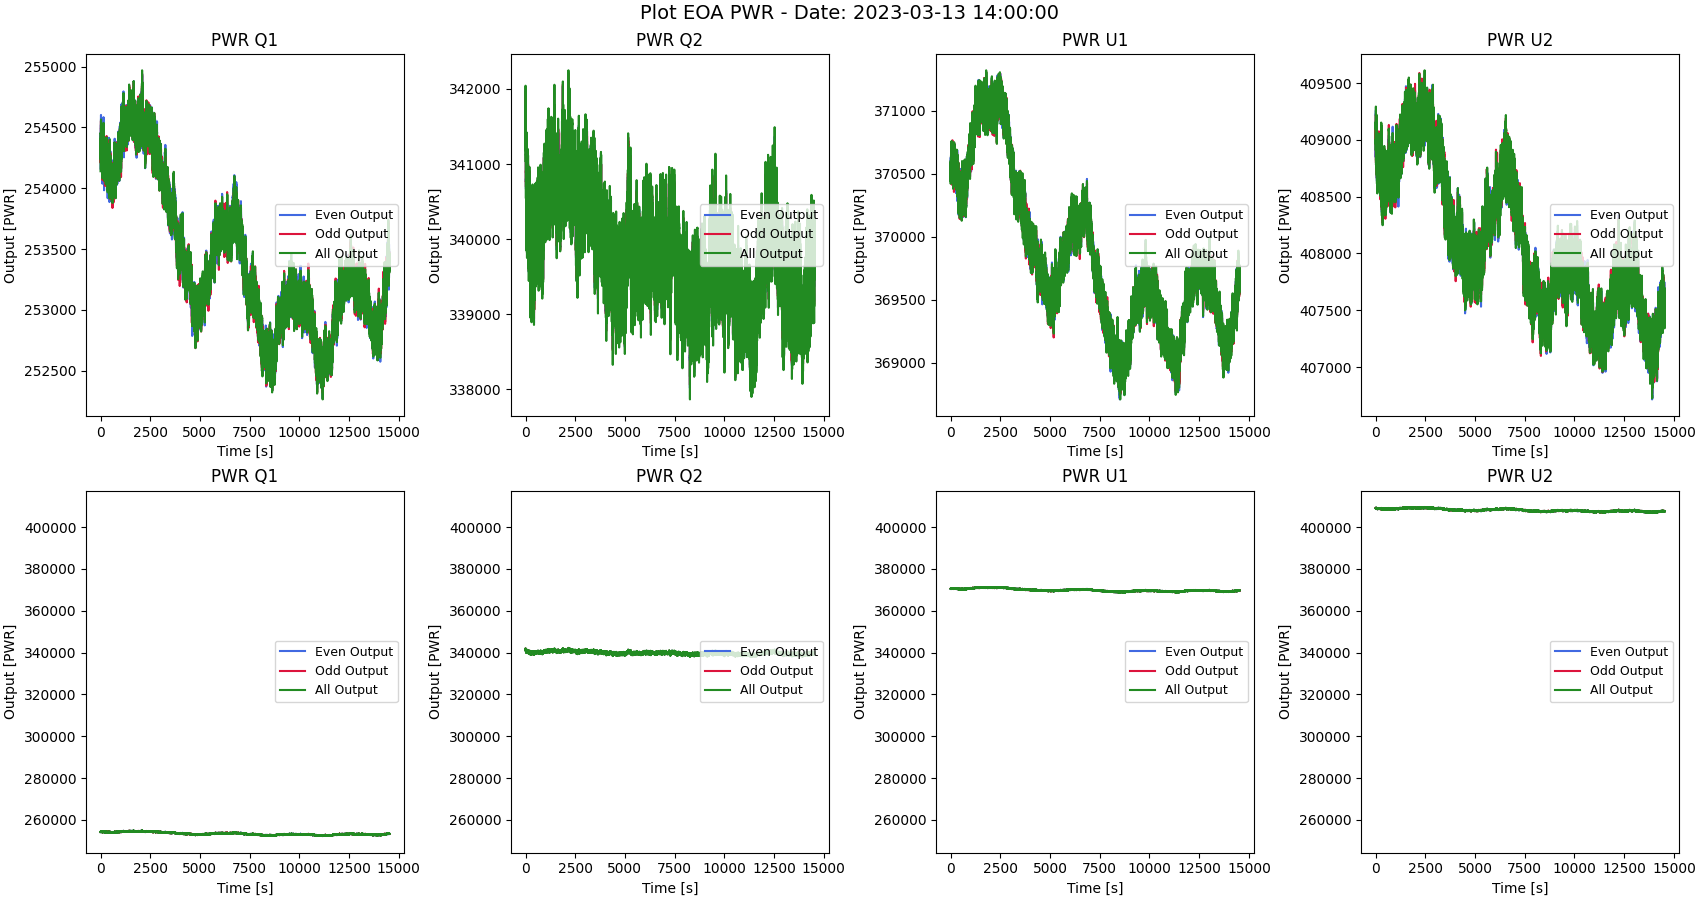 Plot EOA PWR - Date: 2023-03-13 14:00:00
PWR Q1
PWR Q2
PWR U1
PWR U2
Output [PWR]
255000
254500
254000
253500
253000
252500
Even Output
Odd Output
All Output
0 2500 5000 7500 10000 12500 15000
Time [s]
Output [PWR]
342000
341000
340000
339000
338000
Even Output
Odd Output
All Output
0 2500 5000 7500 10000 12500 15000
Time [s]
Output [PWR]
371000
370500
370000
369500
369000
Even Output
Odd Output
All Output
0 2500 5000 7500 10000 12500 15000
Time [s]
Output [PWR]
409500
409000
408500
408000
407500
407000
Even Output
Odd Output
All Output
0 2500 5000 7500 10000 12500 15000
Time [s]
PWR Q1
PWR Q2
PWR U1
PWR U2
Output [PWR]
400000
380000
360000
340000
320000
300000
280000
260000
Even Output
Odd Output
All Output
0 2500 5000 7500 10000 12500 15000
Time [s]
Output [PWR]
400000
380000
360000
340000
320000
300000
280000
260000
Even Output
Odd Output
All Output
0 2500 5000 7500 10000 12500 15000
Time [s]
Output [PWR]
400000
380000
360000
340000
320000
300000
280000
260000
Even Output
Odd Output
All Output
0 2500 5000 7500 10000 12500 15000
Time [s]
Output [PWR]
400000
380000
360000
340000
320000
300000
280000
260000
Even Output
Odd Output
All Output
0 2500 5000 7500 10000 12500 15000
Time [s]